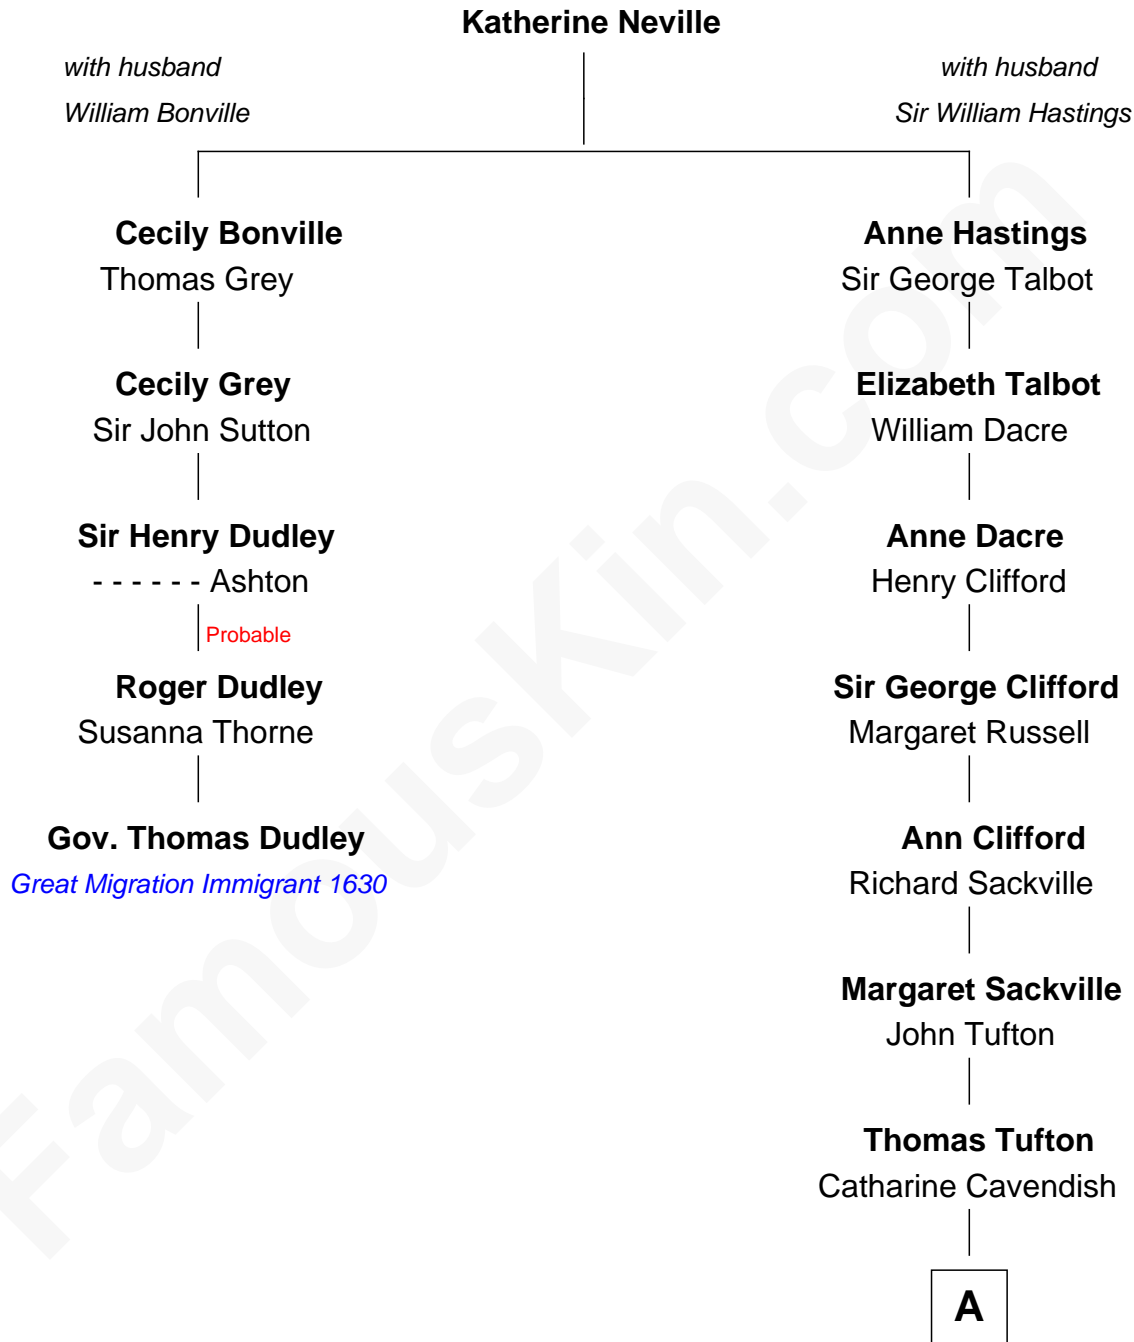 Katherine Neville
with husband
William Bonville
with husband
Sir William Hastings
Cecily Bonville
Thomas Grey
Anne Hastings
Sir George Talbot
Cecily Grey
Sir John Sutton
Elizabeth Talbot
William Dacre
Sir Henry Dudley
- - - - - - Ashton
Anne Dacre
Henry Clifford
Probable
Roger Dudley
Susanna Thorne
Sir George Clifford
Margaret Russell
Gov. Thomas Dudley
Great Migration Immigrant 1630
Ann Clifford
Richard Sackville
Margaret Sackville
John Tufton
Thomas Tufton
Catharine Cavendish
A
FamousKin.com